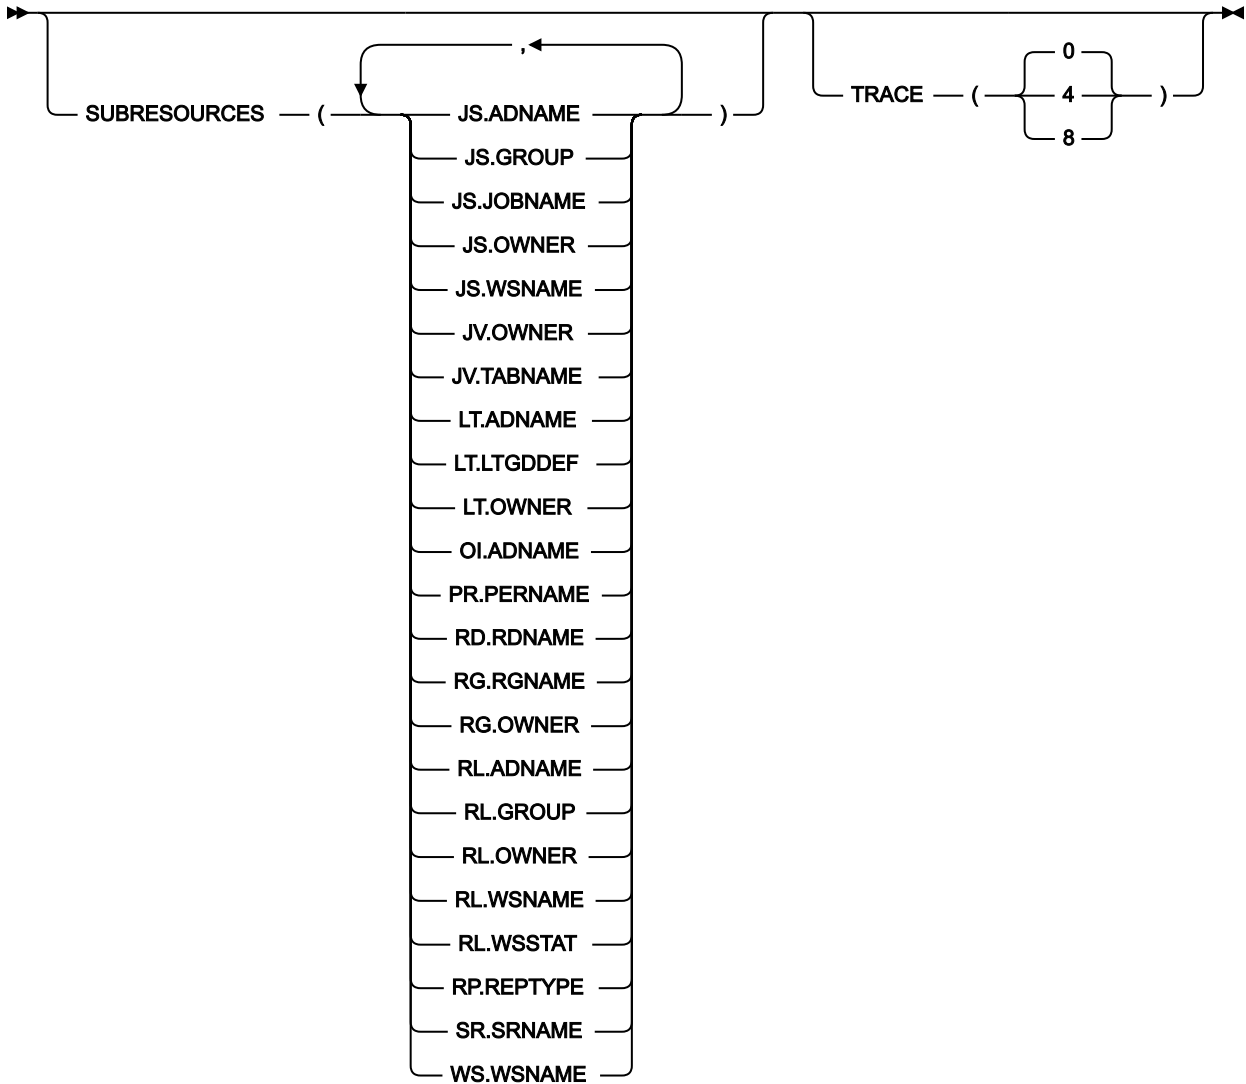 ,
0
SUBRESOURCES ( JS.ADNAME ) TRACE ( 4 )
JS.GROUP 8
JS.JOBNAME
JS.OWNER
JS.WSNAME
JV.OWNER
JV.TABNAME
LT.ADNAME
LT.LTGDDEF
LT.OWNER
OI.ADNAME
PR.PERNAME
RD.RDNAME
RG.RGNAME
RG.OWNER
RL.ADNAME
RL.GROUP
RL.OWNER
RL.WSNAME
RL.WSSTAT
RP.REPTYPE
SR.SRNAME
WS.WSNAME